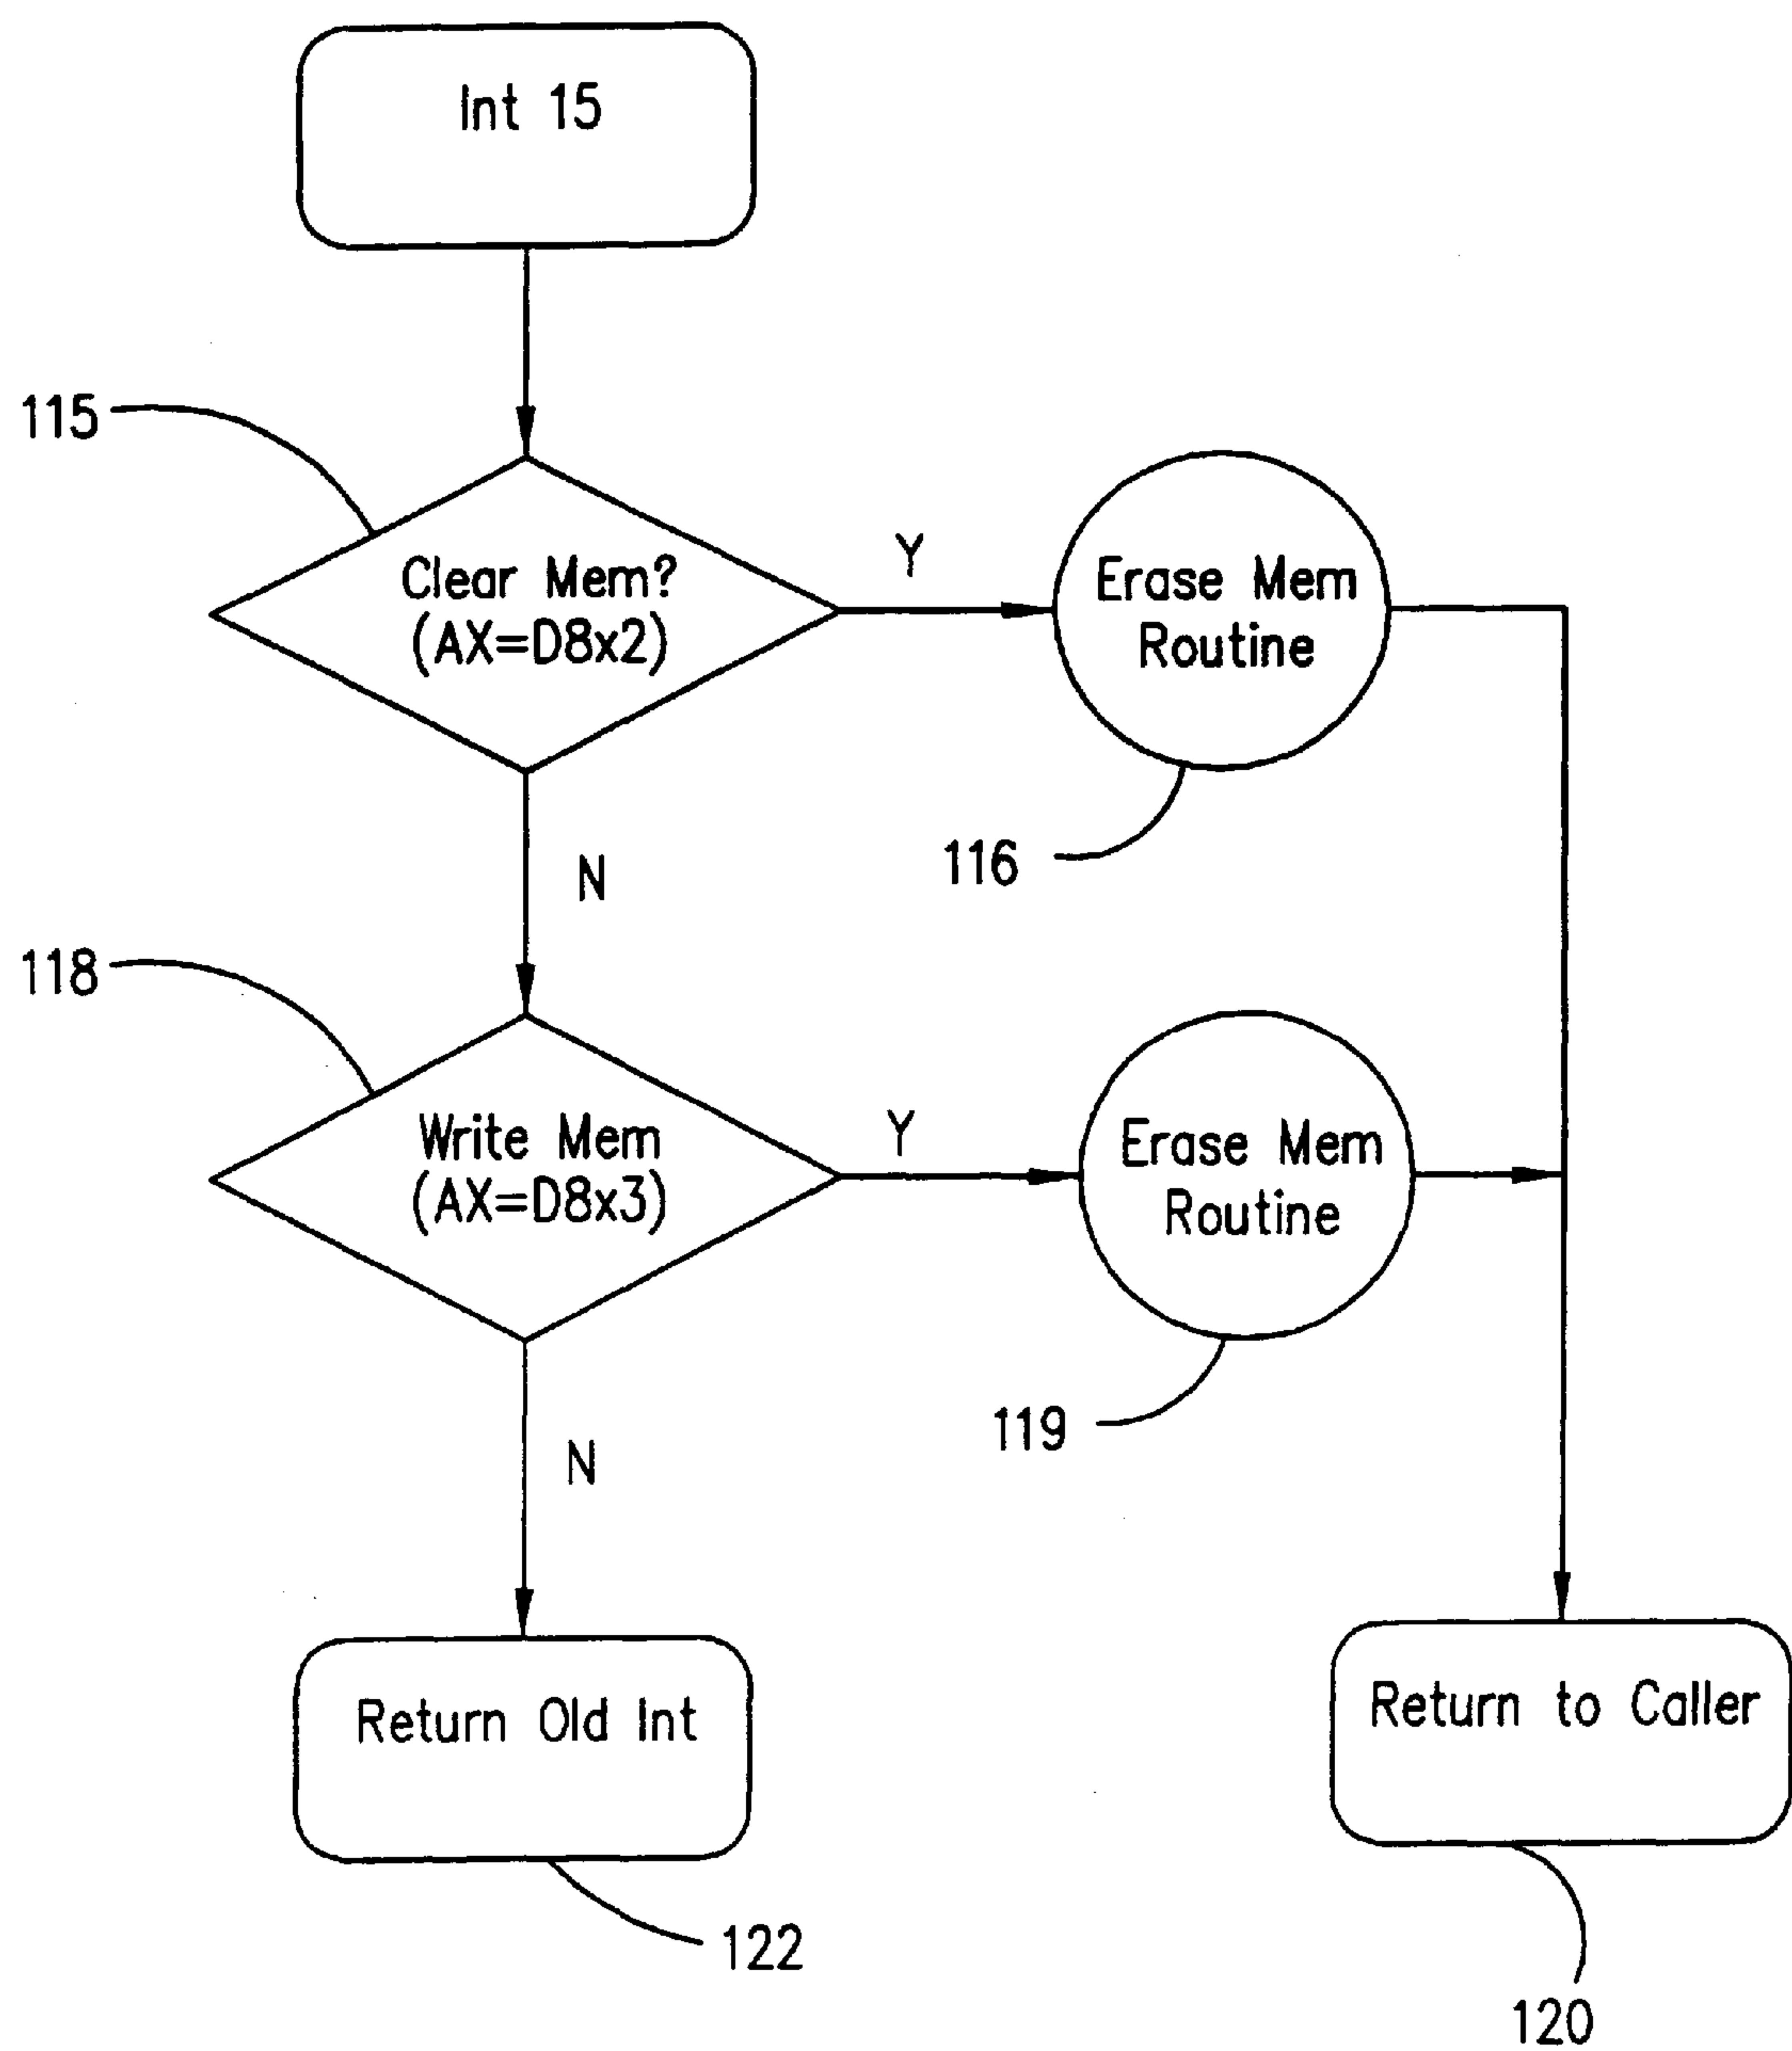 Int 15
115
Clear Mem?
(AX=D8x2)
Y
Erase Mem
Routine
116
N
118
Write Mem
(AX=D8x3)
Y
Erase Mem
Routine
119
N
Return Old Int
122
Return to Caller
120